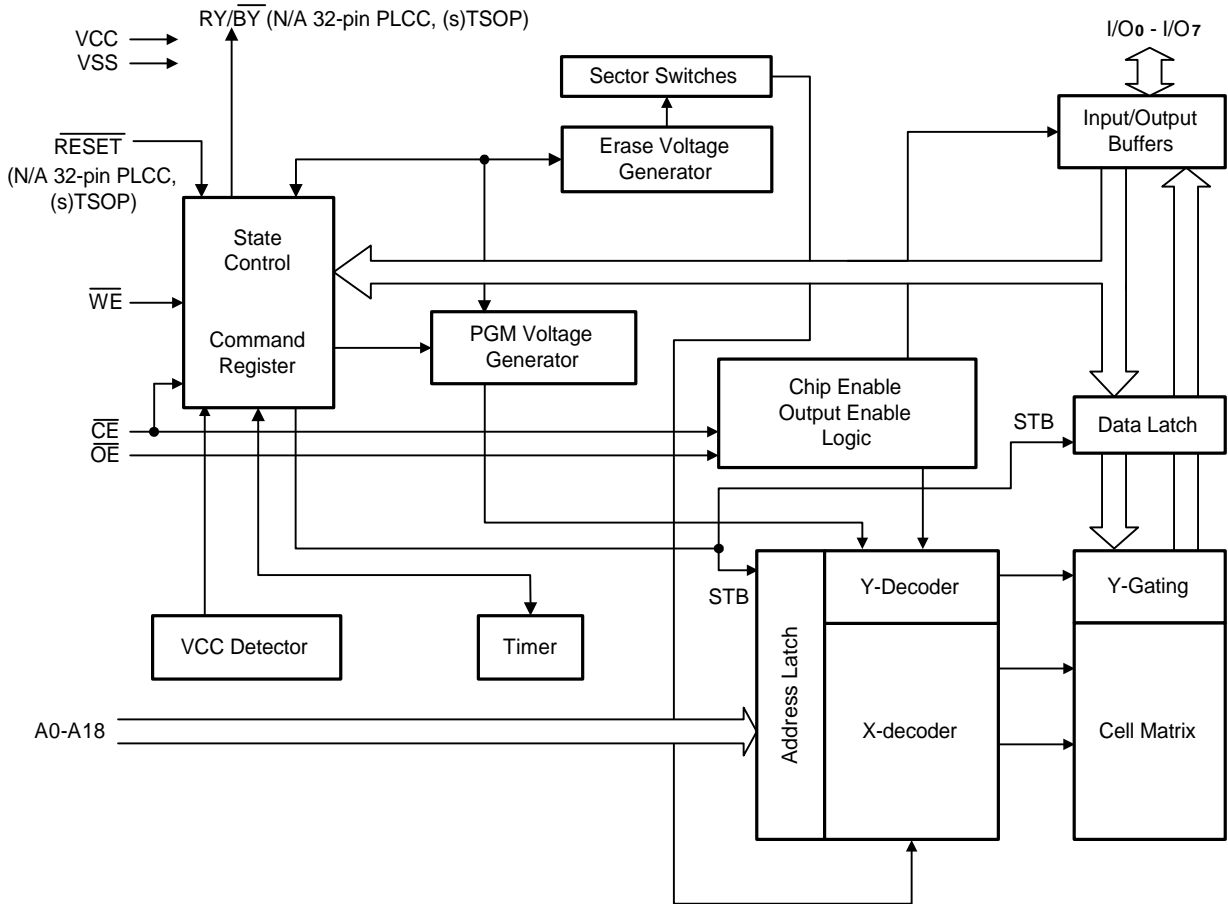 RY/BY (N/A 32-pin PLCC, (s)TSOP)
VCC
VSS
I/O0 - I/O7
Sector Switches
Input/Output
Buffers
RESET
(N/A 32-pin PLCC,
(s)TSOP)
Erase Voltage
Generator
State
Control
WE
Command
Register
PGM Voltage
Generator
Chip Enable
Output Enable
Logic
CE
OE
STB
Data Latch
STB
Y-Decoder
Y-Gating
VCC Detector
Timer
Address Latch
A0-A18
X-decoder
Cell Matrix